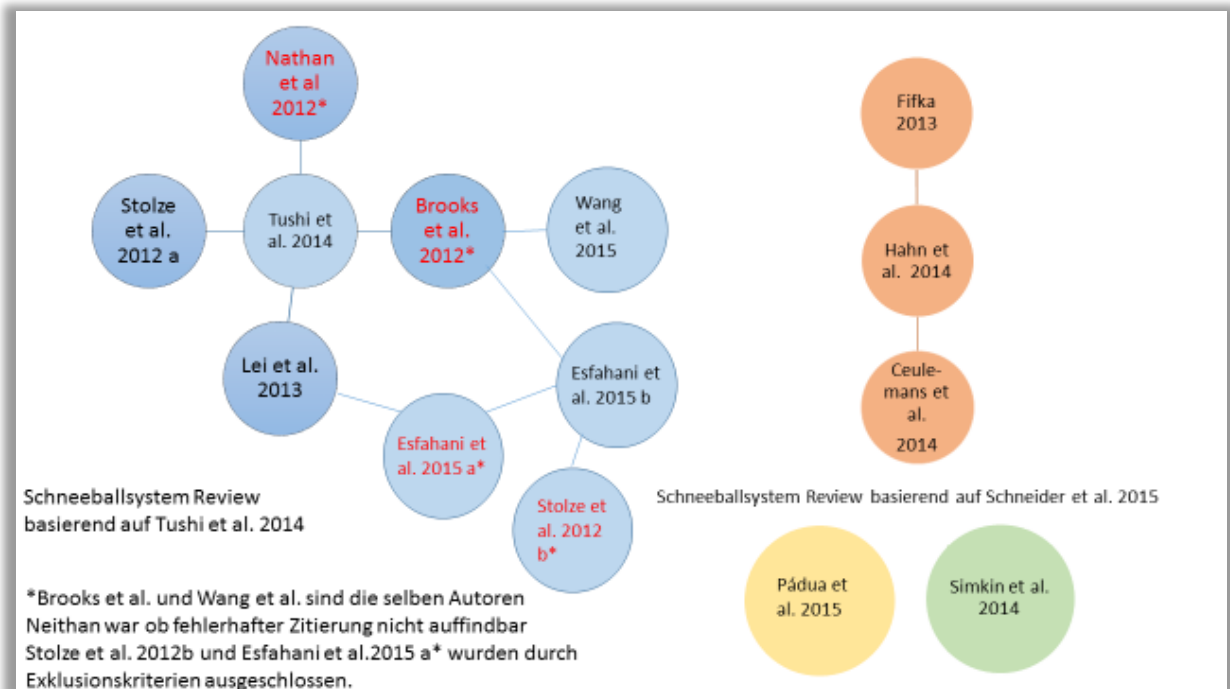 Nathan
et al
2012*
Stolze
et al.
2012 a
Tushi et
al. 2014
Brooks
et al.
2012*
Wang
et al.
2015
Lei et al.
2013
Esfahani et
al. 2015 b
Esfahani et
al. 2015 a*
Stolze et
al. 2012
b*
Schneeballsystem Review
basierend auf Tushi et al. 2014
*Brooks et al. und Wang et al. sind die selben Autoren
Neithan war ob fehlerhafter Zitierung nicht auffindbar
Stolze et al. 2012b und Esfahani et al.2015 a* wurden durch
Exklusionskriterien ausgeschlossen.
Fifka
2013
Hahn et
al. 2014
Ceule-
mans et
al.
2014
Schneeballsystem Review basierend auf Schneider et al. 2015
Pádua et
al. 2015
Simkin et al.
2014